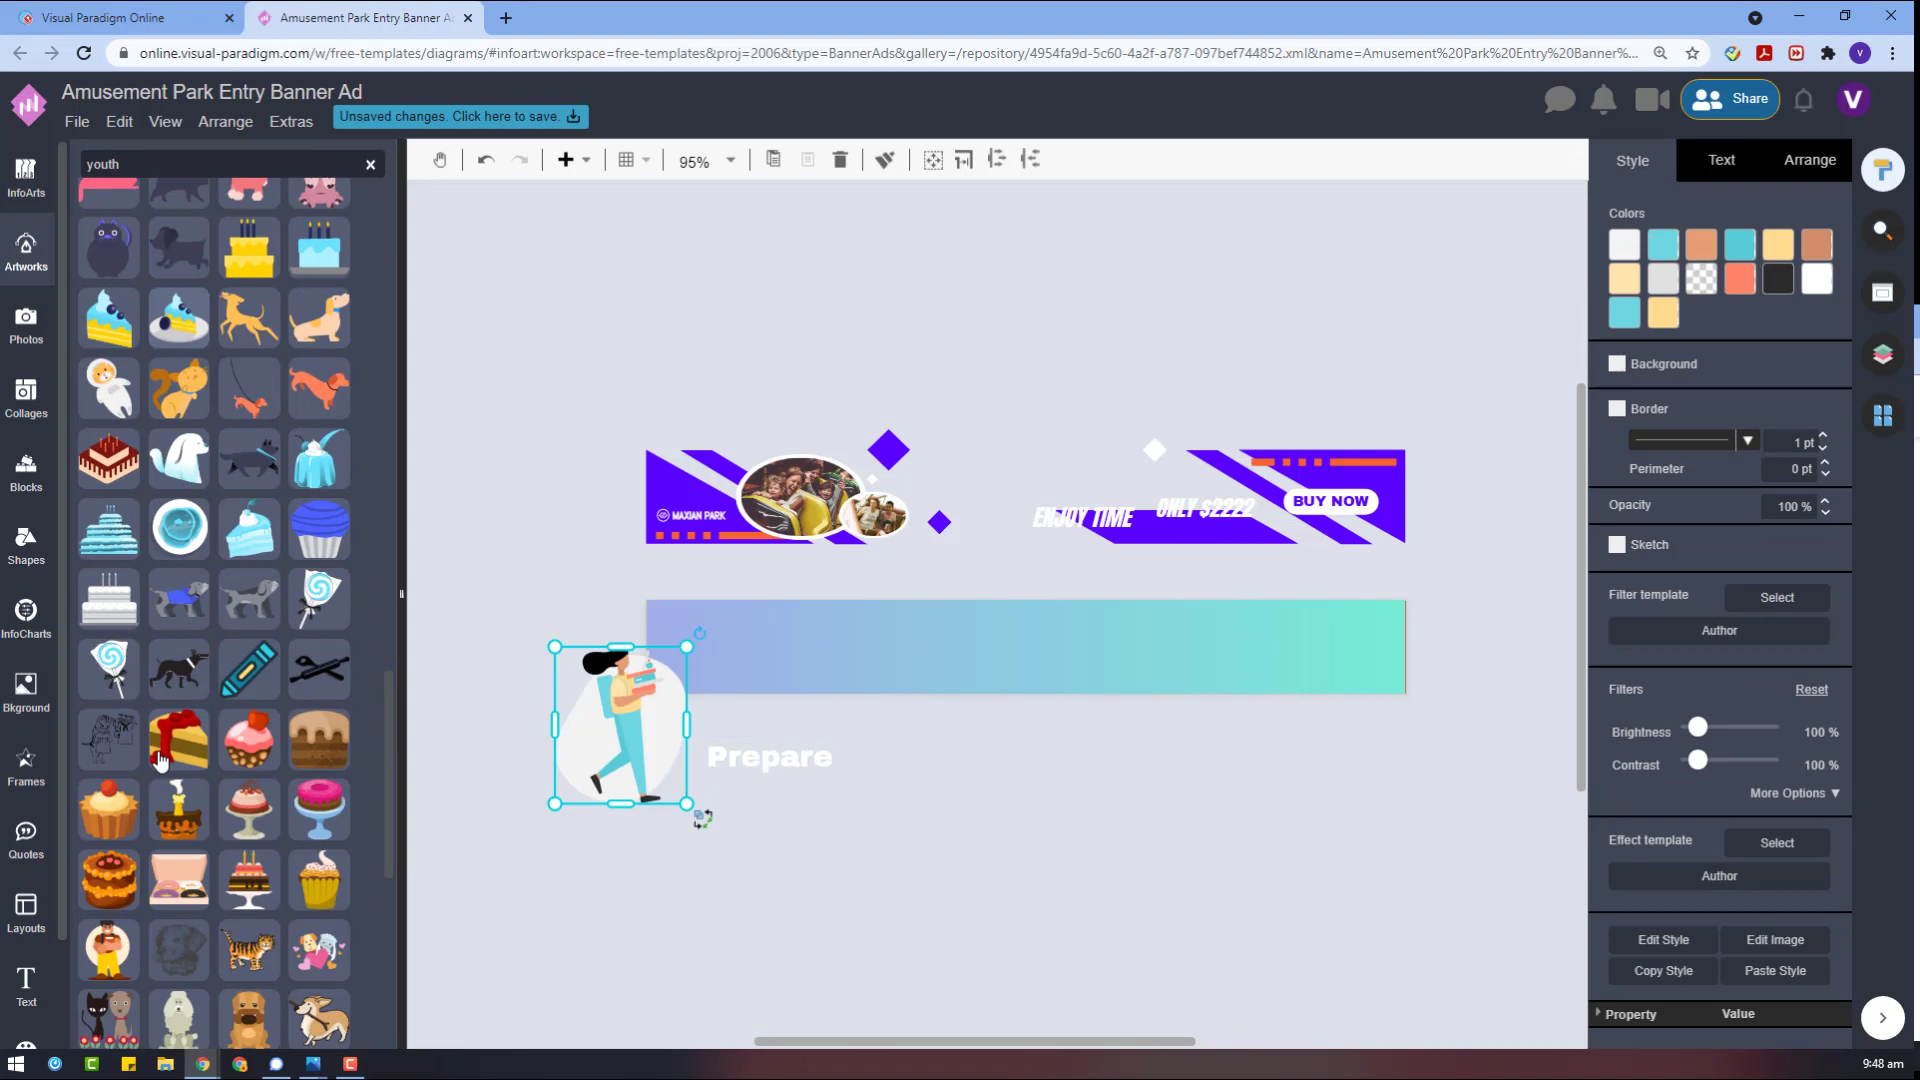 Visual Paradigm Online
Amusement Park Entry Banner A
online.visual-paradigm.com/w/free-templates/diagrams/#infoart:workspace=free-templates&proj=2006&type=BannerAds&gallery=/repository/4954fa9d-5c60-4a2f-a787-097bef744852.xml&name=Amusement%20Park%20Entry%20Banner%...
V
Amusement Park Entry Banner Ad
File Edit View Arrange Extras
Unsaved changes. Click here to save.
Share
V
InfoArts
Artworks
Photos
Collages
Blocks
Shapes
InfoCharts
Bkground
Frames
Quotes
Layouts
Text
youth
95%
MAXIAN PARK
ENJOY TIME
ONLY $2222
BUY NOW
Prepare
Style Text Arrange
Colors
Background
Border
1 pt
Perimeter 0 pt
Opacity 100 %
Sketch
Filter template Select
Author
Filters Reset
Brightness 100 %
Contrast 100 %
More Options ▼
Effect template Select
Author
Edit Style Edit Image
Copy Style Paste Style
Property Value
9:48 am